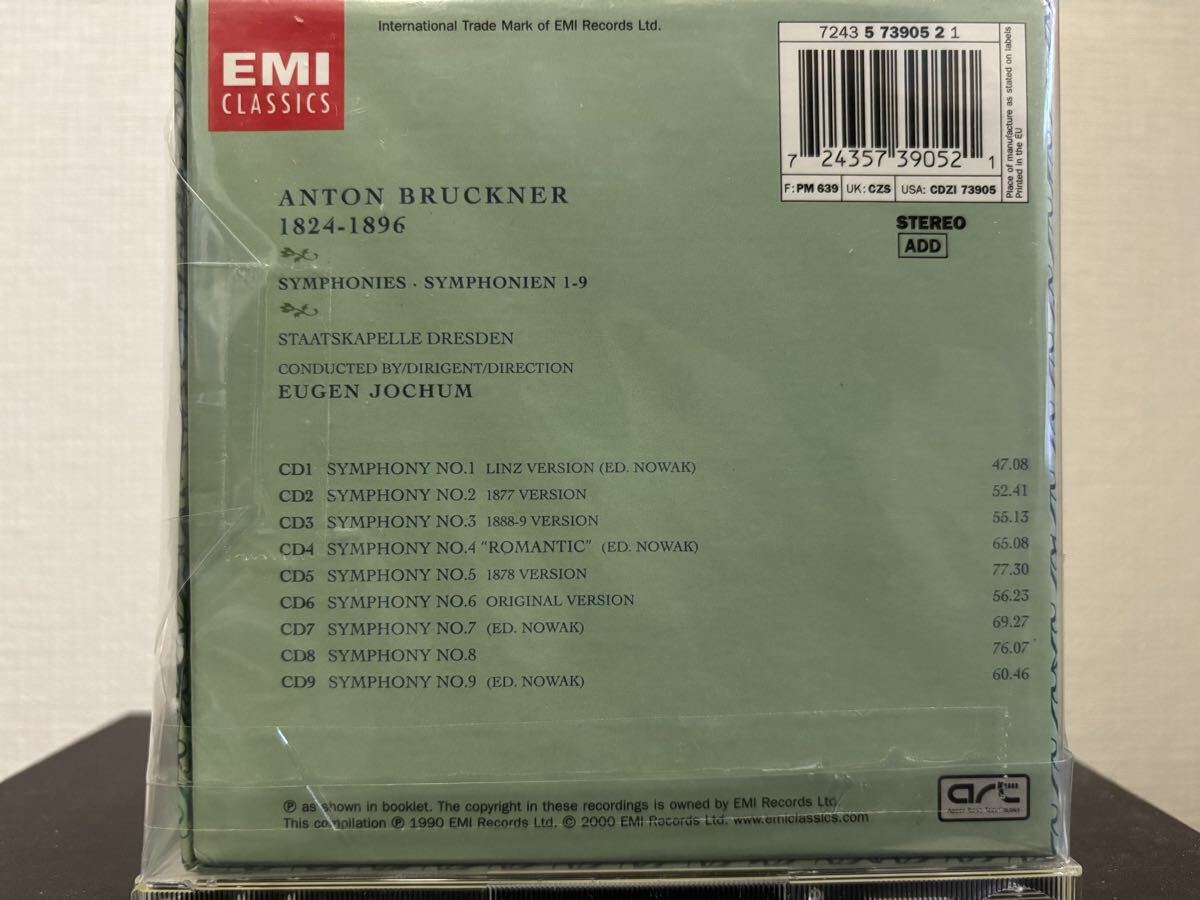 International Trade Mark of EMI Records Ltd.
EMI
CLASSICS
7243 5 73905 2 1
7 24357 39052 1
F: PM 639 UK: CZS USA: CDZI 73905
Place of manufacture as stated on labels
Printed in the EU
STEREO
ADD
ANTON BRUCKNER
1824-1896
SYMPHONIES · SYMPHONIEN 1-9
STAATSKAPELLE DRESDEN
CONDUCTED BY/DIRIGENT/DIRECTION
EUGEN JOCHUM
CD1 SYMPHONY NO.1 LINZ VERSION (ED. NOWAK) 47.08
CD2 SYMPHONY NO.2 1877 VERSION 52.41
CD3 SYMPHONY NO.3 1888-9 VERSION 55.13
CD4 SYMPHONY NO.4 "ROMANTIC" (ED. NOWAK) 65.08
CD5 SYMPHONY NO.5 1878 VERSION 77.30
CD6 SYMPHONY NO.6 ORIGINAL VERSION 56.23
CD7 SYMPHONY NO.7 (ED. NOWAK) 69.27
CD8 SYMPHONY NO.8 76.07
CD9 SYMPHONY NO.9 (ED. NOWAK) 60.46
℗ as shown in booklet. The copyright in these recordings is owned by EMI Records Ltd.
This compilation ℗ 1990 EMI Records Ltd. © 2000 EMI Records Ltd. www.emiclassics.com
art